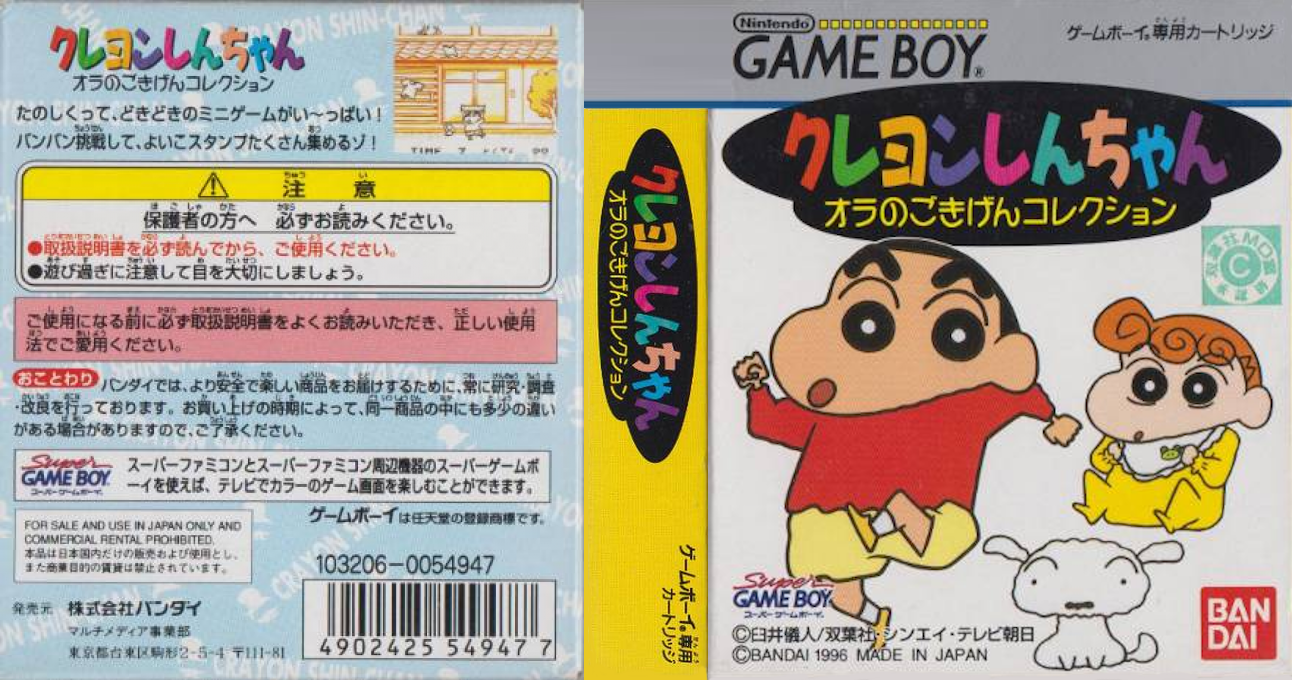 CRAYON SHIN-CHAN
クレヨンしんちゃん
オラのごきげんコレクション
たのしくって、どきどきのミニゲームがい〜っぱい!
バンバン挑戦して、よいこスタンプたくさん集めるゾ!
TIME 7
注意
保護者の方へ 必ずお読みください。
●取扱説明書を必ず読んでから、ご使用ください。
●遊び過ぎに注意して目を大切にしましょう。
ご使用になる前に必ず取扱説明書をよくお読みいただき、正しい使用
法でご愛用ください。
おことわり バンダイでは、より安全で楽しい商品をお届けするために、常に研究・調査
・改良を行っております。お買い上げの時期によって、同一商品の中にも多少の違い
がある場合がありますので、ご了承ください。
Super
GAME BOY
スーパーゲームボーイ
スーパーファミコンとスーパーファミコン周辺機器のスーパーゲームボ
ーイを使えば、テレビでカラーのゲーム画面を楽しむことができます。
ゲームボーイは任天堂の登録商標です。
FOR SALE AND USE IN JAPAN ONLY AND
COMMERCIAL RENTAL PROHIBITED.
本品は日本国内だけの販売および使用とし、
また商業目的の賃貸は禁止されています。
103206-0054947
発売元 株式会社バンダイ
マルチメディア事業部
東京都台東区駒形2-5-4 〒111-81
4902425 549477
クレヨンしんちゃん
オラのごきげんコレクション
ゲームボーイ®専用
カートリッジ
Nintendo
GAME BOY®
ゲームボーイ®専用カートリッジ
クレヨンしんちゃん
オラのごきげんコレクション
Super
GAME BOY
スーパーゲームボーイ
©臼井儀人/双葉社・シンエイ・テレビ朝日
©BANDAI 1996 MADE IN JAPAN
BAN
DAI